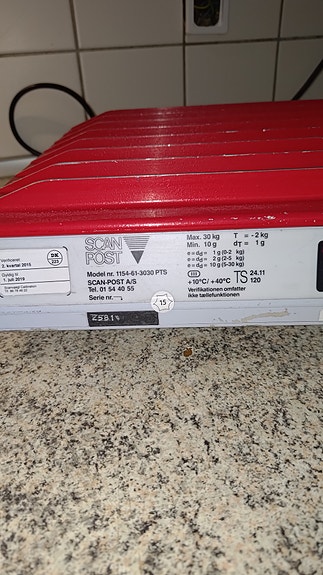 Verificeret
2. kvartal 2015
Gyldig til
1. juli 2019
DK
223
SCAN
POST
Model nr. 1154-61-3030 PTS
SCAN-POST A/S
Tel. 01 54 40 55
Serie nr.
15
Max. 30 kg T = - 2 kg
Min. 10 g dT = 1 g
e = dd = 1 g (0-2 kg)
e = dd = 2 g (2-5 kg)
e = dd = 10 g (5-30 kg)
+10°C/ +40°C
TS 24.11
120
Verifikationen omfatter
ikke tællefunktionen